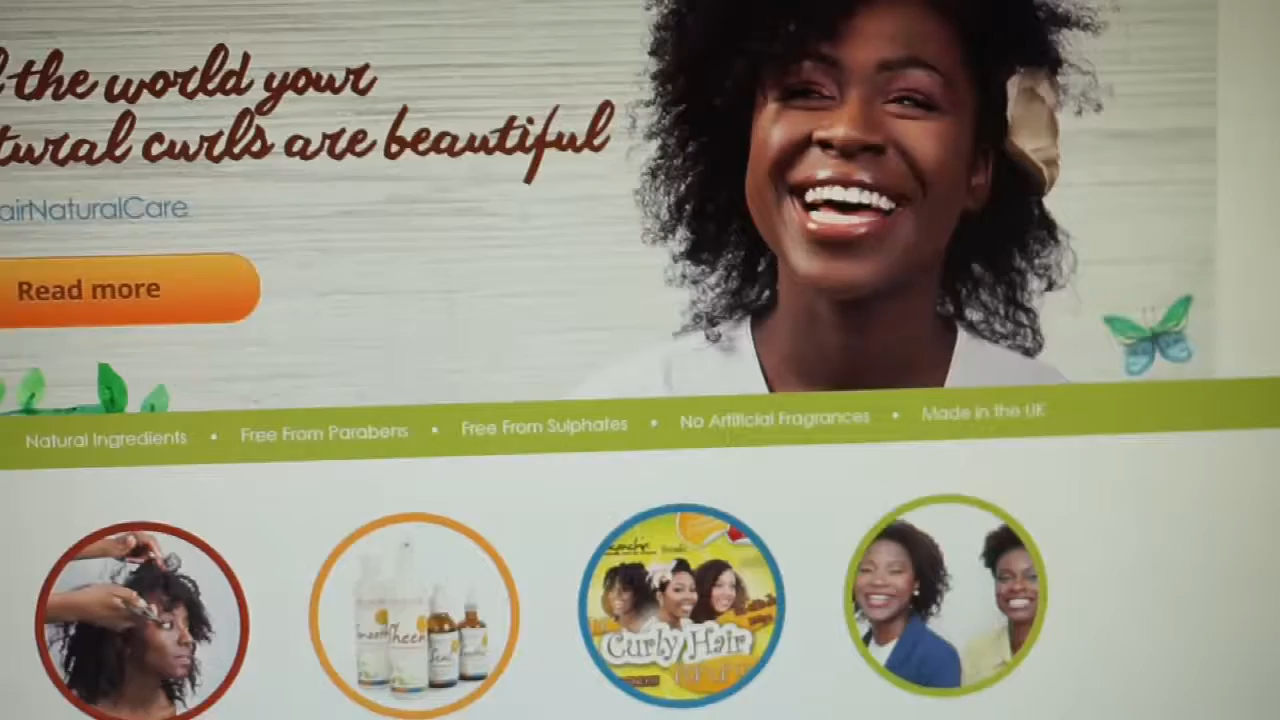 the world your
tural curls are beautiful
airNaturalCare
Read more
Natural Ingredients • Free From Parabens • Free From Sulphates • No Artificial Fragrances • Made in the UK
Curly Hair